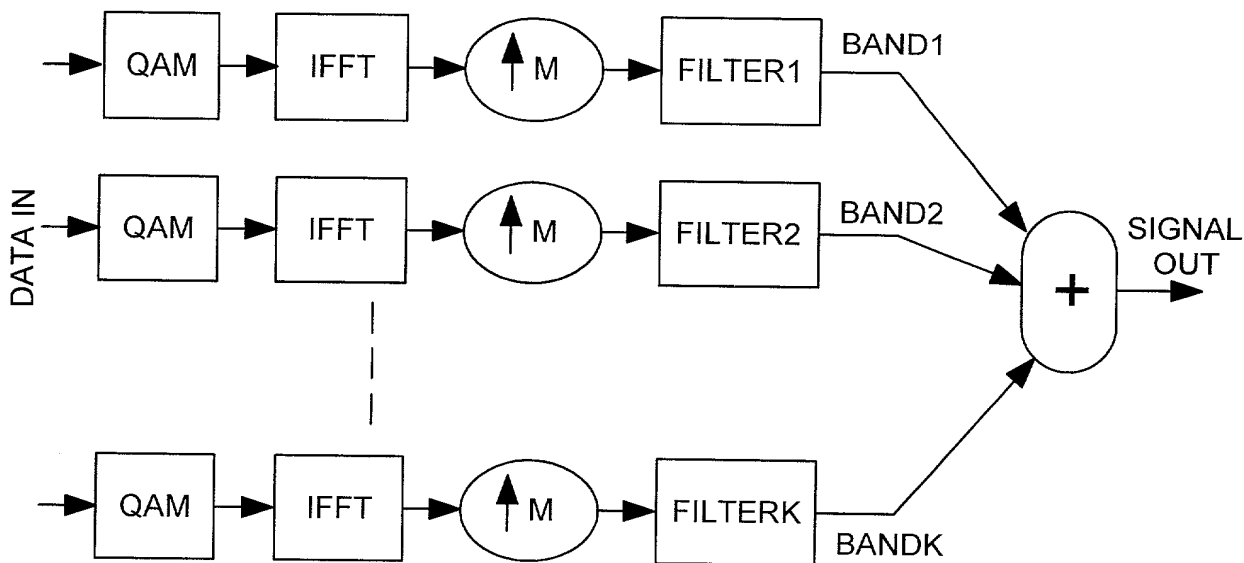 BAND1
QAM
IFFT
M
FILTER1
DATA IN
QAM
IFFT
M
FILTER2
BAND2
+
SIGNAL
OUT
QAM
IFFT
M
FILTERK
BANDK